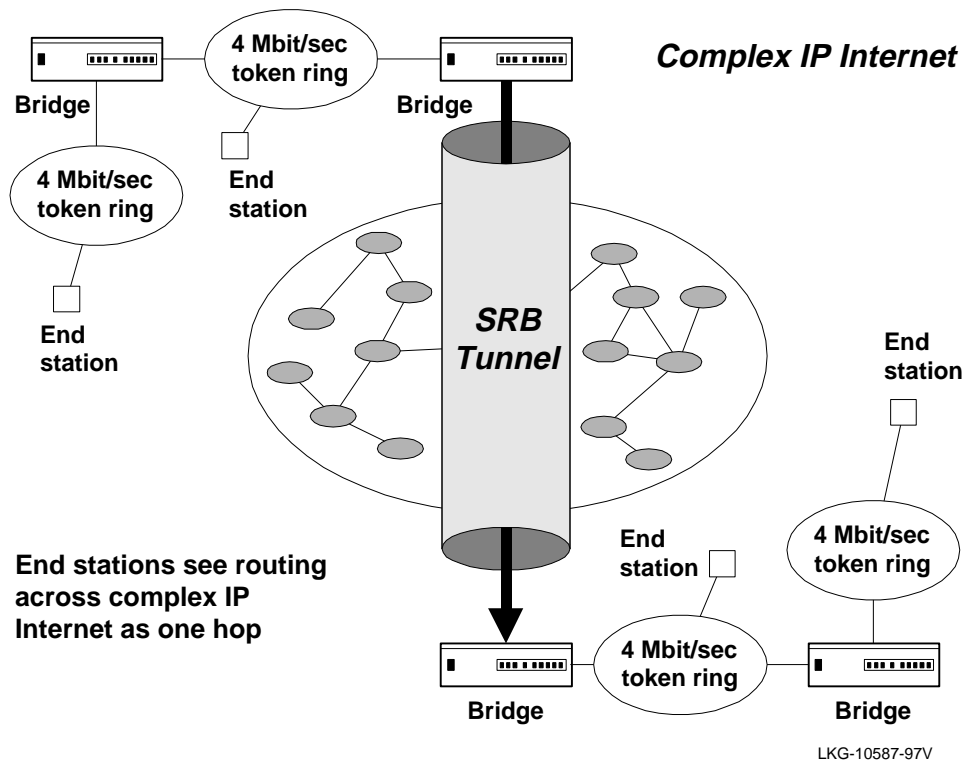 4 Mbit/sec
token ring
Complex IP Internet
Bridge
Bridge
4 Mbit/sec
token ring
End
station
End
station
SRB
Tunnel
End
station
4 Mbit/sec
token ring
End stations see routing
across complex IP
Internet as one hop
End
station
4 Mbit/sec
token ring
Bridge
Bridge
LKG-10587-97V